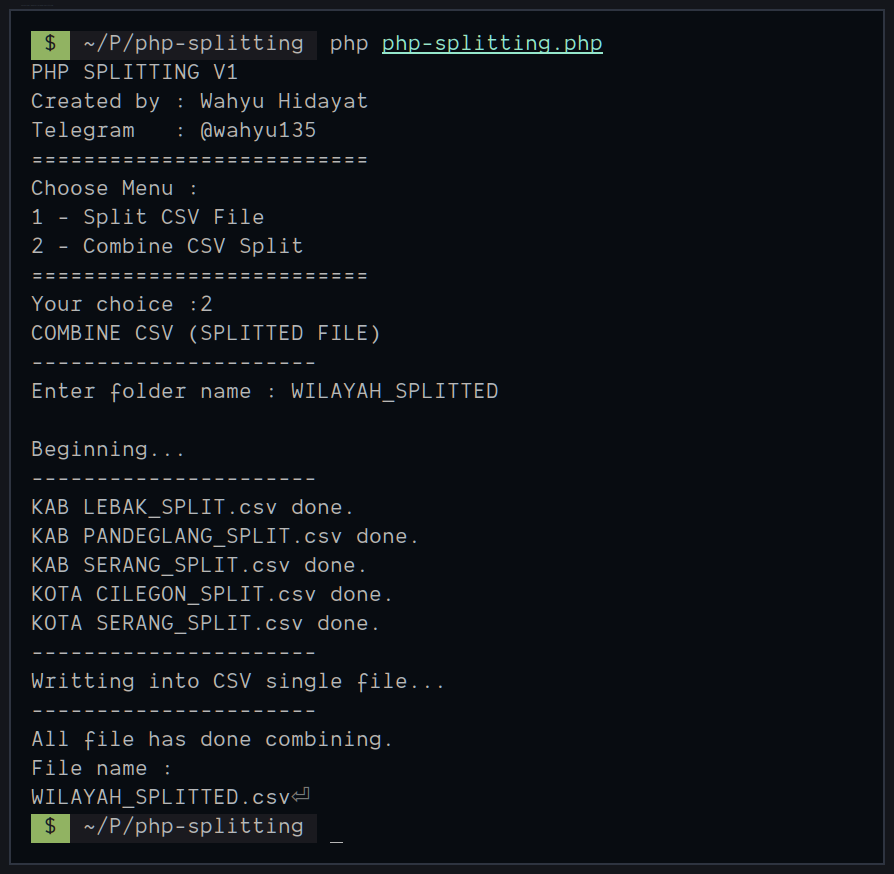 $ ~/P/php-splitting php php-splitting.php
PHP SPLITTING V1
Created by : Wahyu Hidayat
Telegram   : @wahyu135
==========================
Choose Menu :
1 - Split CSV File
2 - Combine CSV Split
==========================
Your choice :2
COMBINE CSV (SPLITTED FILE)
----------------------
Enter folder name : WILAYAH_SPLITTED

Beginning...
----------------------
KAB LEBAK_SPLIT.csv done.
KAB PANDEGLANG_SPLIT.csv done.
KAB SERANG_SPLIT.csv done.
KOTA CILEGON_SPLIT.csv done.
KOTA SERANG_SPLIT.csv done.
----------------------
Writting into CSV single file...
----------------------
All file has done combining.
File name :
WILAYAH_SPLITTED.csv⏎
$ ~/P/php-splitting _